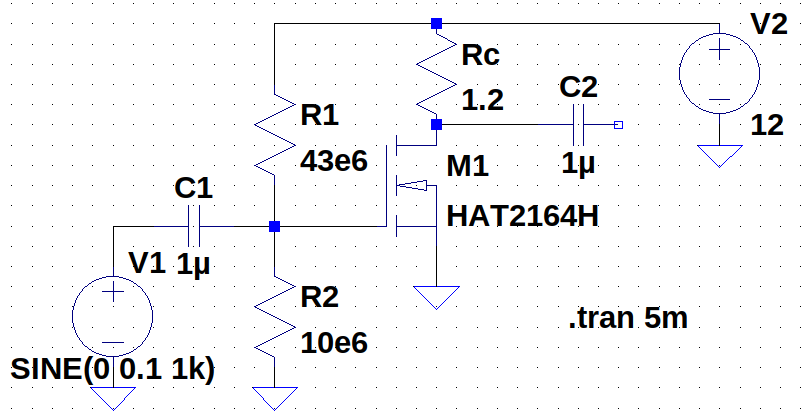 V2
Rc
C2
1.2
R1
12
43e6
M1
1µ
C1
HAT2164H
V1
1µ
R2
.tran 5m
10e6
SINE(0 0.1 1k)